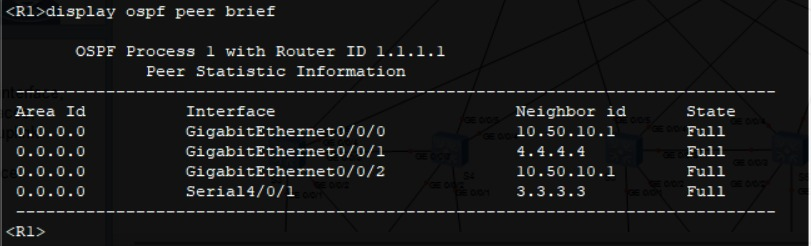 <R1>display ospf peer brief
OSPF Process 1 with Router ID 1.1.1.1
Peer Statistic Information
----------------------------------------------------------------------------
Area Id Interface Neighbor id State
0.0.0.0 GigabitEthernet0/0/0 10.50.10.1 Full
0.0.0.0 GigabitEthernet0/0/1 4.4.4.4 Full
0.0.0.0 GigabitEthernet0/0/2 10.50.10.1 Full
0.0.0.0 Serial4/0/1 3.3.3.3 Full
----------------------------------------------------------------------------
<R1>